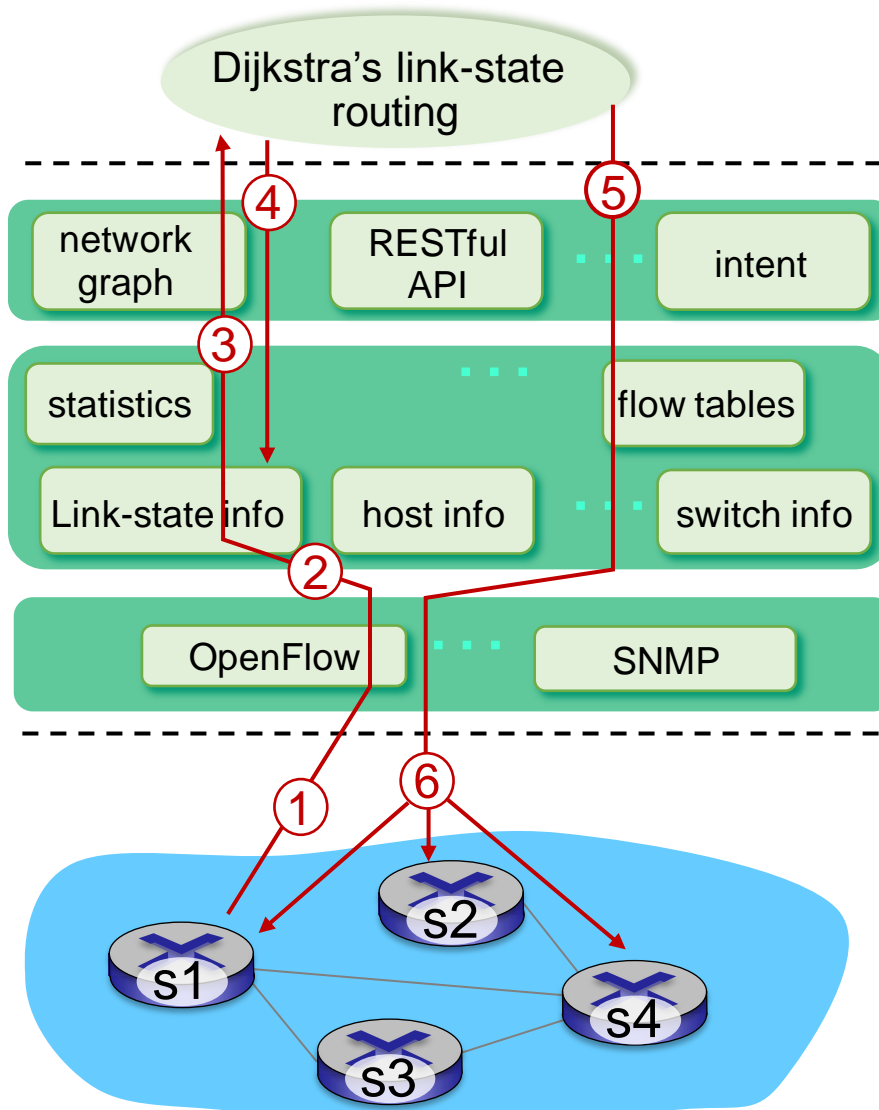 Dijkstra's link-state
routing
4
5
network
graph
RESTful
API
intent
3
statistics
flow tables
Link-state info
host info
switch info
2
OpenFlow
SNMP
1
6
s2
s1
s4
s3